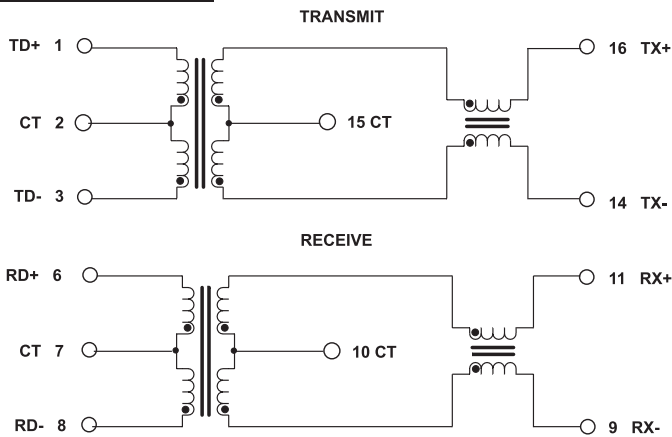 TRANSMIT
TD+ 1
16 TX+
CT 2
15 CT
TD- 3
14 TX-
RECEIVE
RD+ 6
11 RX+
CT 7
10 CT
RD- 8
9 RX-